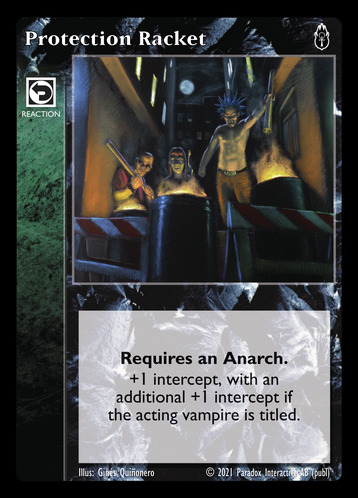 Protection Racket
REACTION
Requires an Anarch.
+1 intercept, with an
additional +1 intercept if
the acting vampire is titled.
Illus: Ginés Quiñonero © 2021 Paradox Interactive AB (publ)